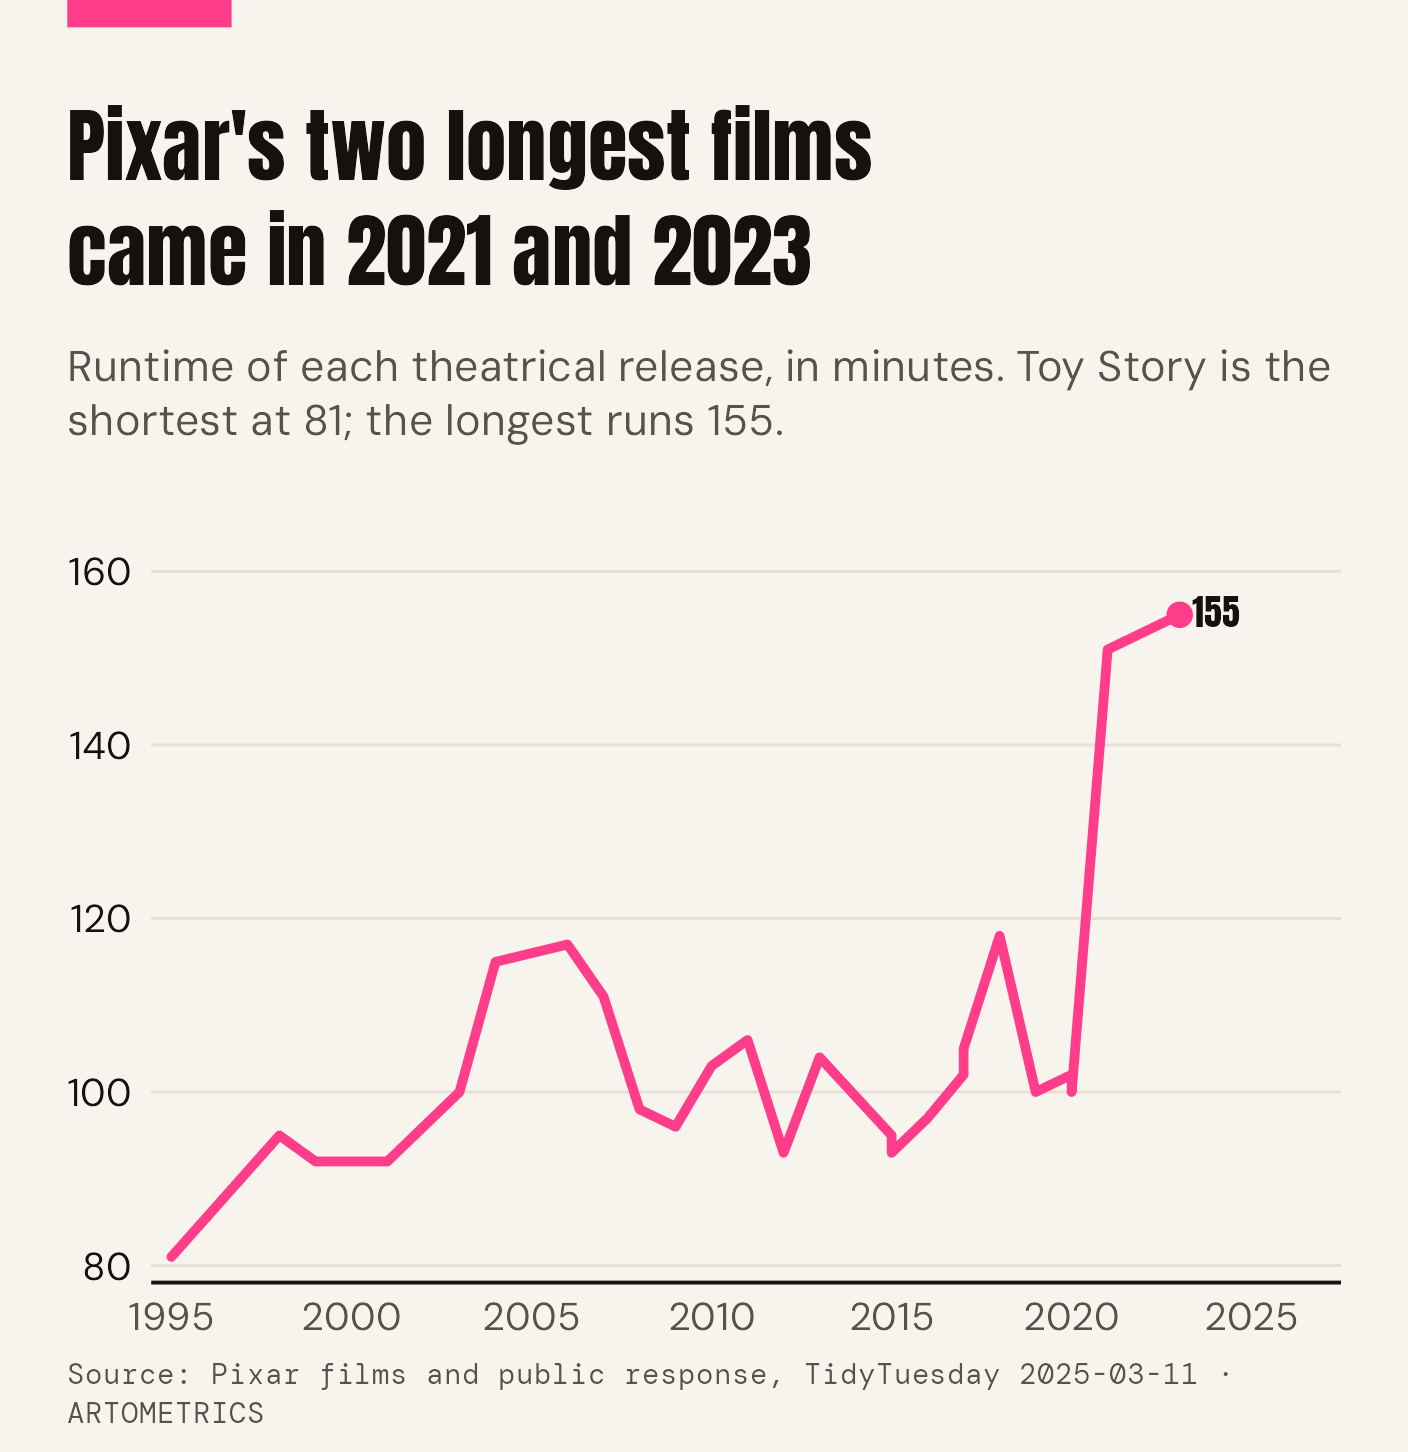 Pixar's two longest films
came in 2021 and 2023
Runtime of each theatrical release, in minutes. Toy Story is the
shortest at 81; the longest runs 155.
160
155
140
120
100
80
1995 2000 2005 2010 2015 2020 2025
Source: Pixar films and public response, TidyTuesday 2025-03-11 ·
ARTOMETRICS